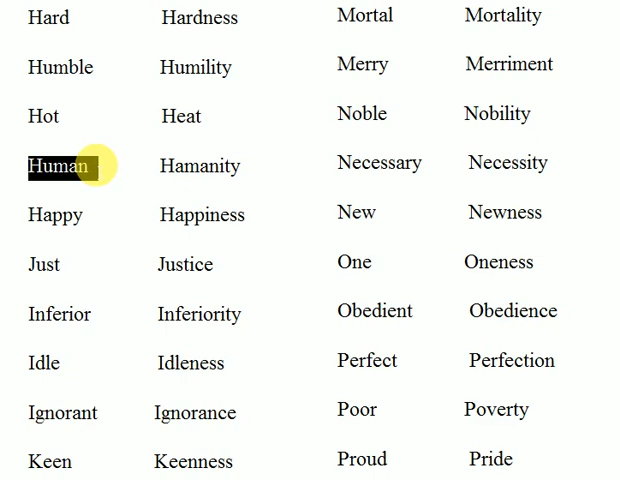 Hard Hardness Mortal Mortality
Humble Humility Merry Merriment
Hot Heat Noble Nobility
Human Hamanity Necessary Necessity
Happy Happiness New Newness
Just Justice One Oneness
Inferior Inferiority Obedient Obedience
Idle Idleness Perfect Perfection
Ignorant Ignorance Poor Poverty
Keen Keenness Proud Pride